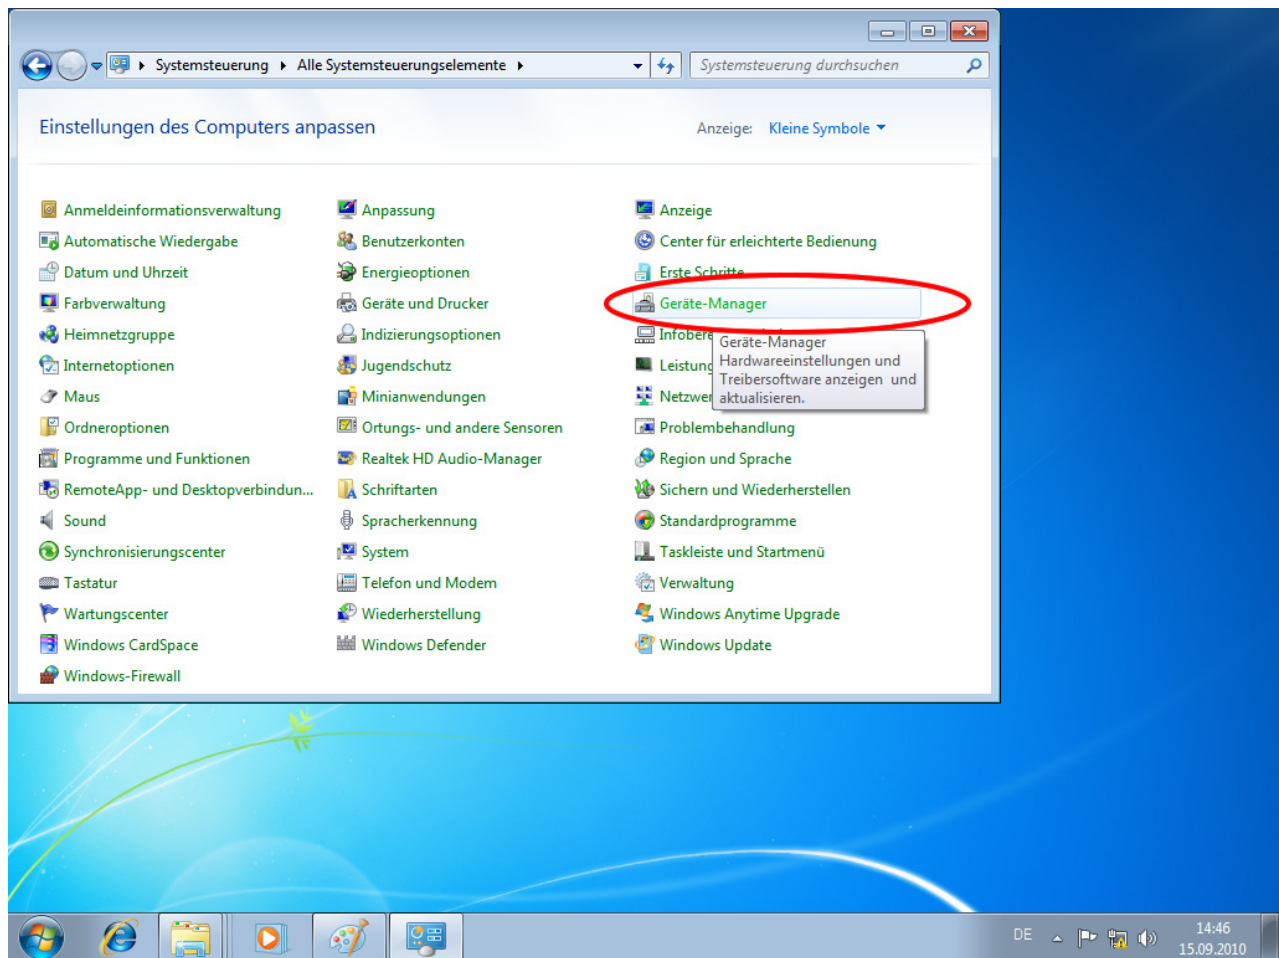 Systemsteuerung
Alle Systemsteuerungselemente
Systemsteuerung durchsuchen
Einstellungen des Computers anpassen
Anzeige: Kleine Symbole
Anmeldeinformationsverwaltung
Anpassung
Anzeige
Automatische Wiedergabe
Benutzerkonten
Center für erleichterte Bedienung
Datum und Uhrzeit
Energieoptionen
Erste Schritte
Farbverwaltung
Geräte und Drucker
Geräte-Manager
Heimnetzgruppe
Indizierungsoptionen
Geräte-Manager
Hardwareeinstellungen und
Treibersoftware anzeigen und
aktualisieren.
Internetoptionen
Jugendschutz
Maus
Minianwendungen
Ordneroptionen
Ortungs- und andere Sensoren
Problembehandlung
Programme und Funktionen
Realtek HD Audio-Manager
Region und Sprache
RemoteApp- und Desktopverbindun...
Schriftarten
Sichern und Wiederherstellen
Sound
Spracherkennung
Standardprogramme
Synchronisierungscenter
System
Taskleiste und Startmenü
Tastatur
Telefon und Modem
Verwaltung
Wartungscenter
Wiederherstellung
Windows Anytime Upgrade
Windows CardSpace
Windows Defender
Windows Update
Windows-Firewall
DE
14:46
15.09.2010